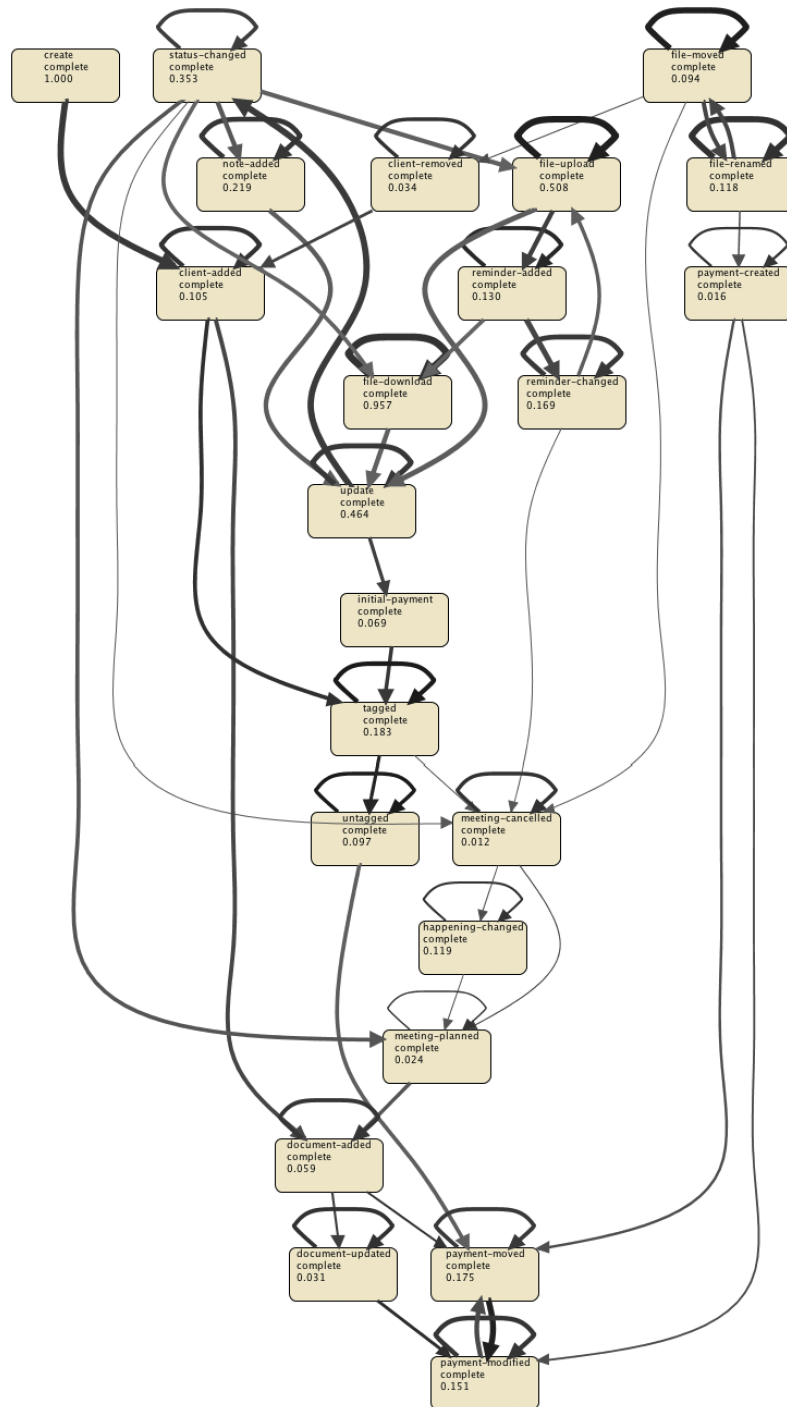 create
complete
1.000
status-changed
complete
0.353
file-moved
complete
0.094
note-added
complete
0.219
client-removed
complete
0.034
file-upload
complete
0.508
file-renamed
complete
0.118
client-added
complete
0.105
reminder-added
complete
0.130
payment-created
complete
0.016
file-download
complete
0.957
reminder-changed
complete
0.169
update
complete
0.464
initial-payment
complete
0.069
tagged
complete
0.183
untagged
complete
0.097
meeting-cancelled
complete
0.012
happening-changed
complete
0.119
meeting-planned
complete
0.024
document-added
complete
0.059
document-updated
complete
0.031
payment-moved
complete
0.175
payment-modified
complete
0.151